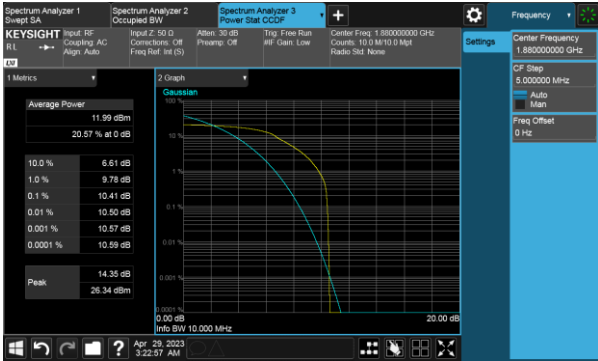 Spectrum Analyzer 1
Swept SA
Spectrum Analyzer 2
Occupied BW
Spectrum Analyzer 3
Power Stat CCDF
Frequency
KEYSIGHT
RL
Input: RF
Coupling: AC
Align: Auto
Input Z: 50 Ω
Corrections: Off
Freq Ref: Int (S)
Atten: 30 dB
Preamp: Off
Trig: Free Run
#IF Gain: Low
Center Freq: 1.880000000 GHz
Counts: 10.0 M/10.0 Mpt
Radio Std: None
Settings
Center Frequency
1.880000000 GHz
CF Step
5.000000 MHz
Auto
Man
Freq Offset
0 Hz
1 Metrics
Average Power
11.99 dBm
20.57 % at 0 dB
10.0 % 6.61 dB
1.0 % 9.78 dB
0.1 % 10.41 dB
0.01 % 10.50 dB
0.001 % 10.57 dB
0.0001 % 10.59 dB
Peak 14.35 dB
26.34 dBm
2 Graph
Gaussian
100 %
10 %
1 %
0.1 %
0.01 %
0.001 %
0.0001 %
0.00 dB 20.00 dB
Info BW 10.000 MHz
Apr 29, 2023
3:22:57 AM